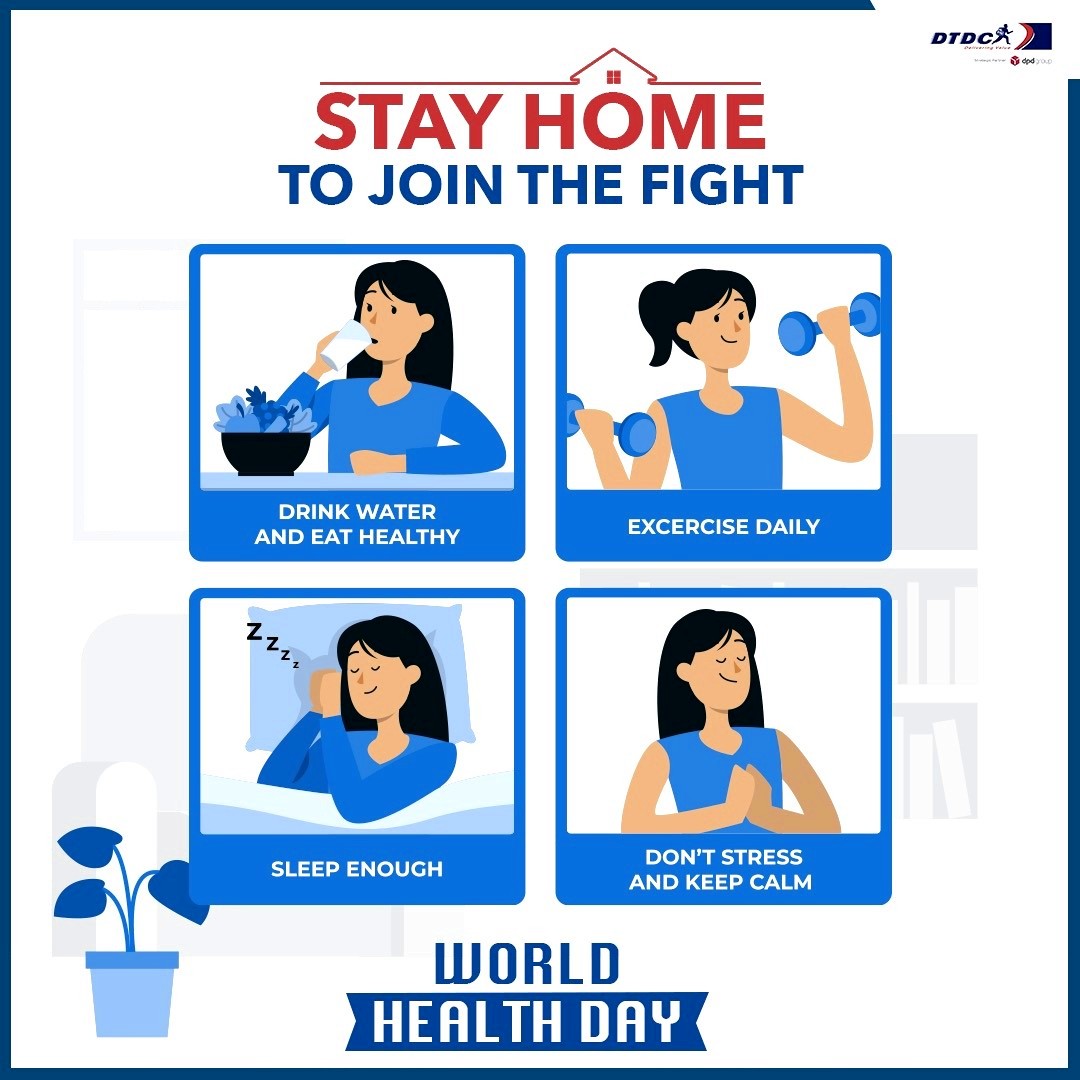 DTDC
Delivering Value
Strategic Partner
dpdgroup
STAY HOME
TO JOIN THE FIGHT
DRINK WATER
AND EAT HEALTHY
EXCERCISE DAILY
Z
Z
Z
z
SLEEP ENOUGH
DON'T STRESS
AND KEEP CALM
WORLD
HEALTH DAY